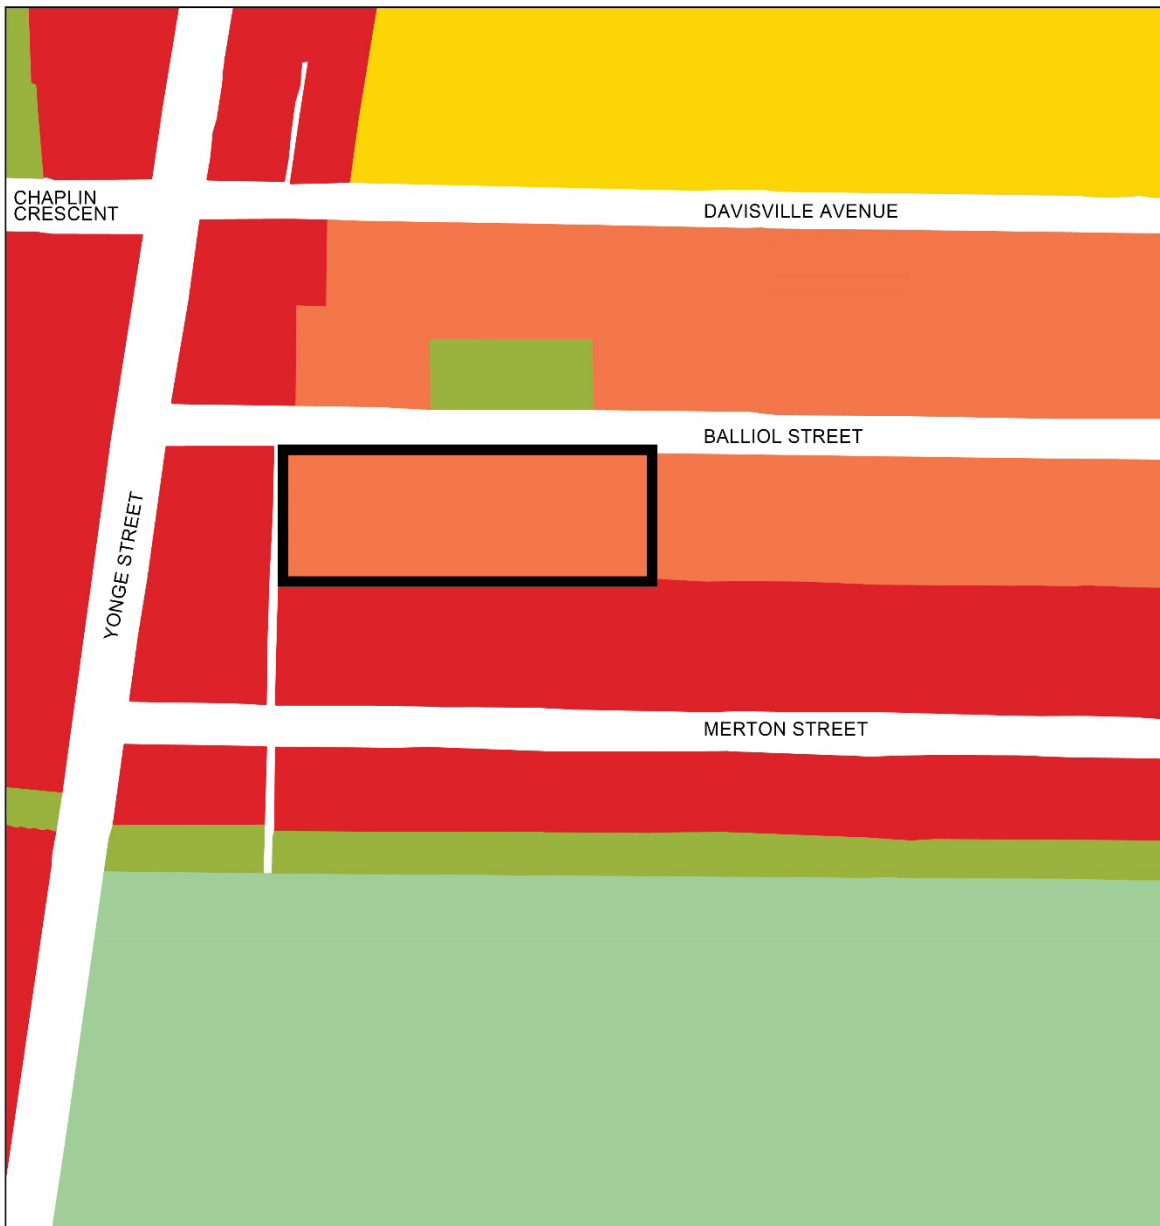 CHAPLIN
CRESCENT
DAVISVILLE AVENUE
BALLIOL STREET
YONGE STREET
MERTON STREET